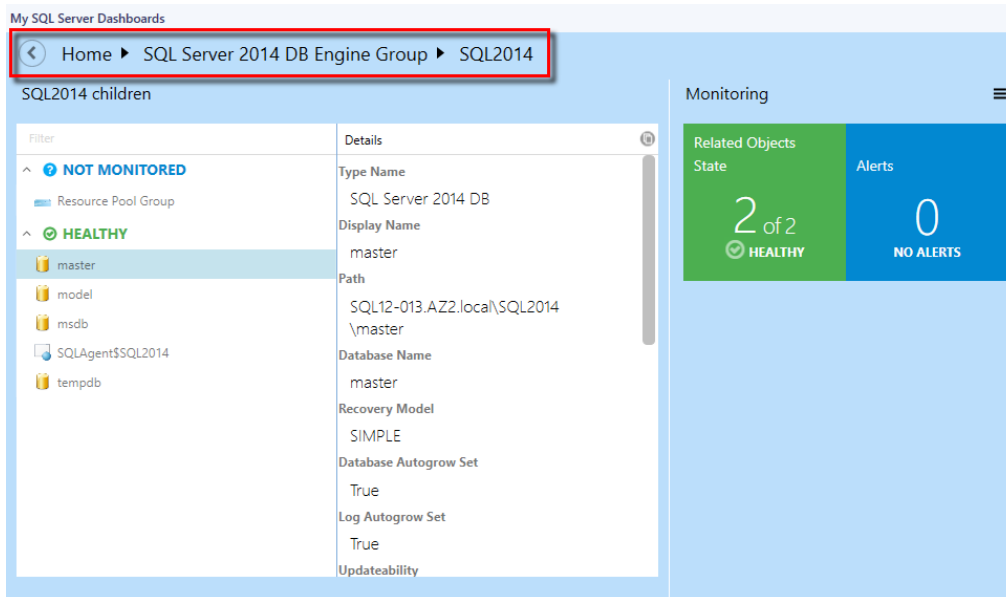 My SQL Server Dashboards
Home SQL Server 2014 DB Engine Group SQL2014
SQL2014 children
Filter
NOT MONITORED
Resource Pool Group
HEALTHY
master
model
msdb
SQLAgent$SQL2014
tempdb
Details
Type Name
SQL Server 2014 DB
Display Name
master
Path
SQL12-013.AZ2.local\SQL2014
\master
Database Name
master
Recovery Model
SIMPLE
Database Autogrow Set
True
Log Autogrow Set
True
Updateability
Monitoring
Related Objects
State
2 of 2
HEALTHY
Alerts
0
NO ALERTS